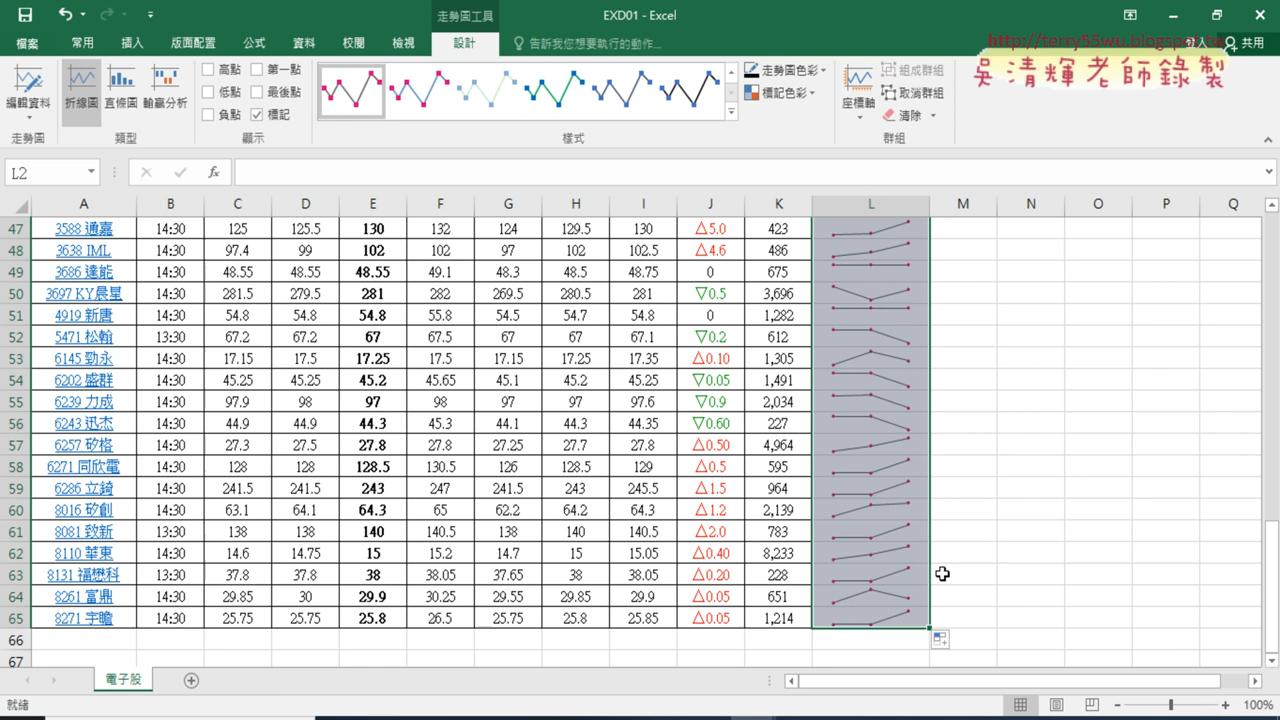 走勢圖工具
EXD01 - Excel
檔案 常用 插入 版面配置 公式 資料 校閱 檢視 設計 告訴我您想要執行的動作... 登入 共用
http://terry55wu.blogspot.tw
吳清輝老師錄製
編輯資料 折線圖 直條圖 輸贏分析
高點 第一點
低點 最後點
負點 標記
走勢圖色彩
標記色彩
座標軸
組成群組
取消群組
清除
走勢圖 類型 顯示 樣式 群組
L2 fx
A B C D E F G H I J K L M N O P Q
47 3588 通嘉 14:30 125 125.5 130 132 124 129.5 130 △5.0 423
48 3638 IML 14:30 97.4 99 102 102 97 102 102.5 △4.6 486
49 3686 達能 14:30 48.55 48.55 48.55 49.1 48.3 48.5 48.75 0 675
50 3697 KY晨星 14:30 281.5 279.5 281 282 269.5 280.5 281 ▽0.5 3,696
51 4919 新唐 14:30 54.8 54.8 54.8 55.8 54.5 54.7 54.8 0 1,282
52 5471 松翰 13:30 67.2 67.2 67 67.5 67 67 67.1 ▽0.2 612
53 6145 勁永 14:30 17.15 17.5 17.25 17.5 17.15 17.25 17.35 △0.10 1,305
54 6202 盛群 14:30 45.25 45.25 45.2 45.65 45.1 45.2 45.25 ▽0.05 1,491
55 6239 力成 14:30 97.9 98 97 98 97 97 97.6 ▽0.9 2,034
56 6243 迅杰 14:30 44.9 44.9 44.3 45.3 44.1 44.3 44.35 ▽0.60 227
57 6257 矽格 14:30 27.3 27.5 27.8 27.8 27.25 27.7 27.8 △0.50 4,964
58 6271 同欣電 14:30 128 128 128.5 130.5 126 128.5 129 △0.5 595
59 6286 立錡 14:30 241.5 241.5 243 247 241.5 243 245.5 △1.5 964
60 8016 矽創 14:30 63.1 64.1 64.3 65 62.2 64.2 64.3 △1.2 2,139
61 8081 致新 13:30 138 138 140 140.5 138 140 140.5 △2.0 783
62 8110 華東 14:30 14.6 14.75 15 15.2 14.7 15 15.05 △0.40 8,233
63 8131 福懋科 13:30 37.8 37.8 38 38.05 37.65 38 38.05 △0.20 228
64 8261 富鼎 14:30 29.85 30 29.9 30.25 29.55 29.85 29.9 △0.05 651
65 8271 宇瞻 14:30 25.75 25.75 25.8 26.5 25.75 25.8 25.85 △0.05 1,214
66
67
電子股
就緒 100%